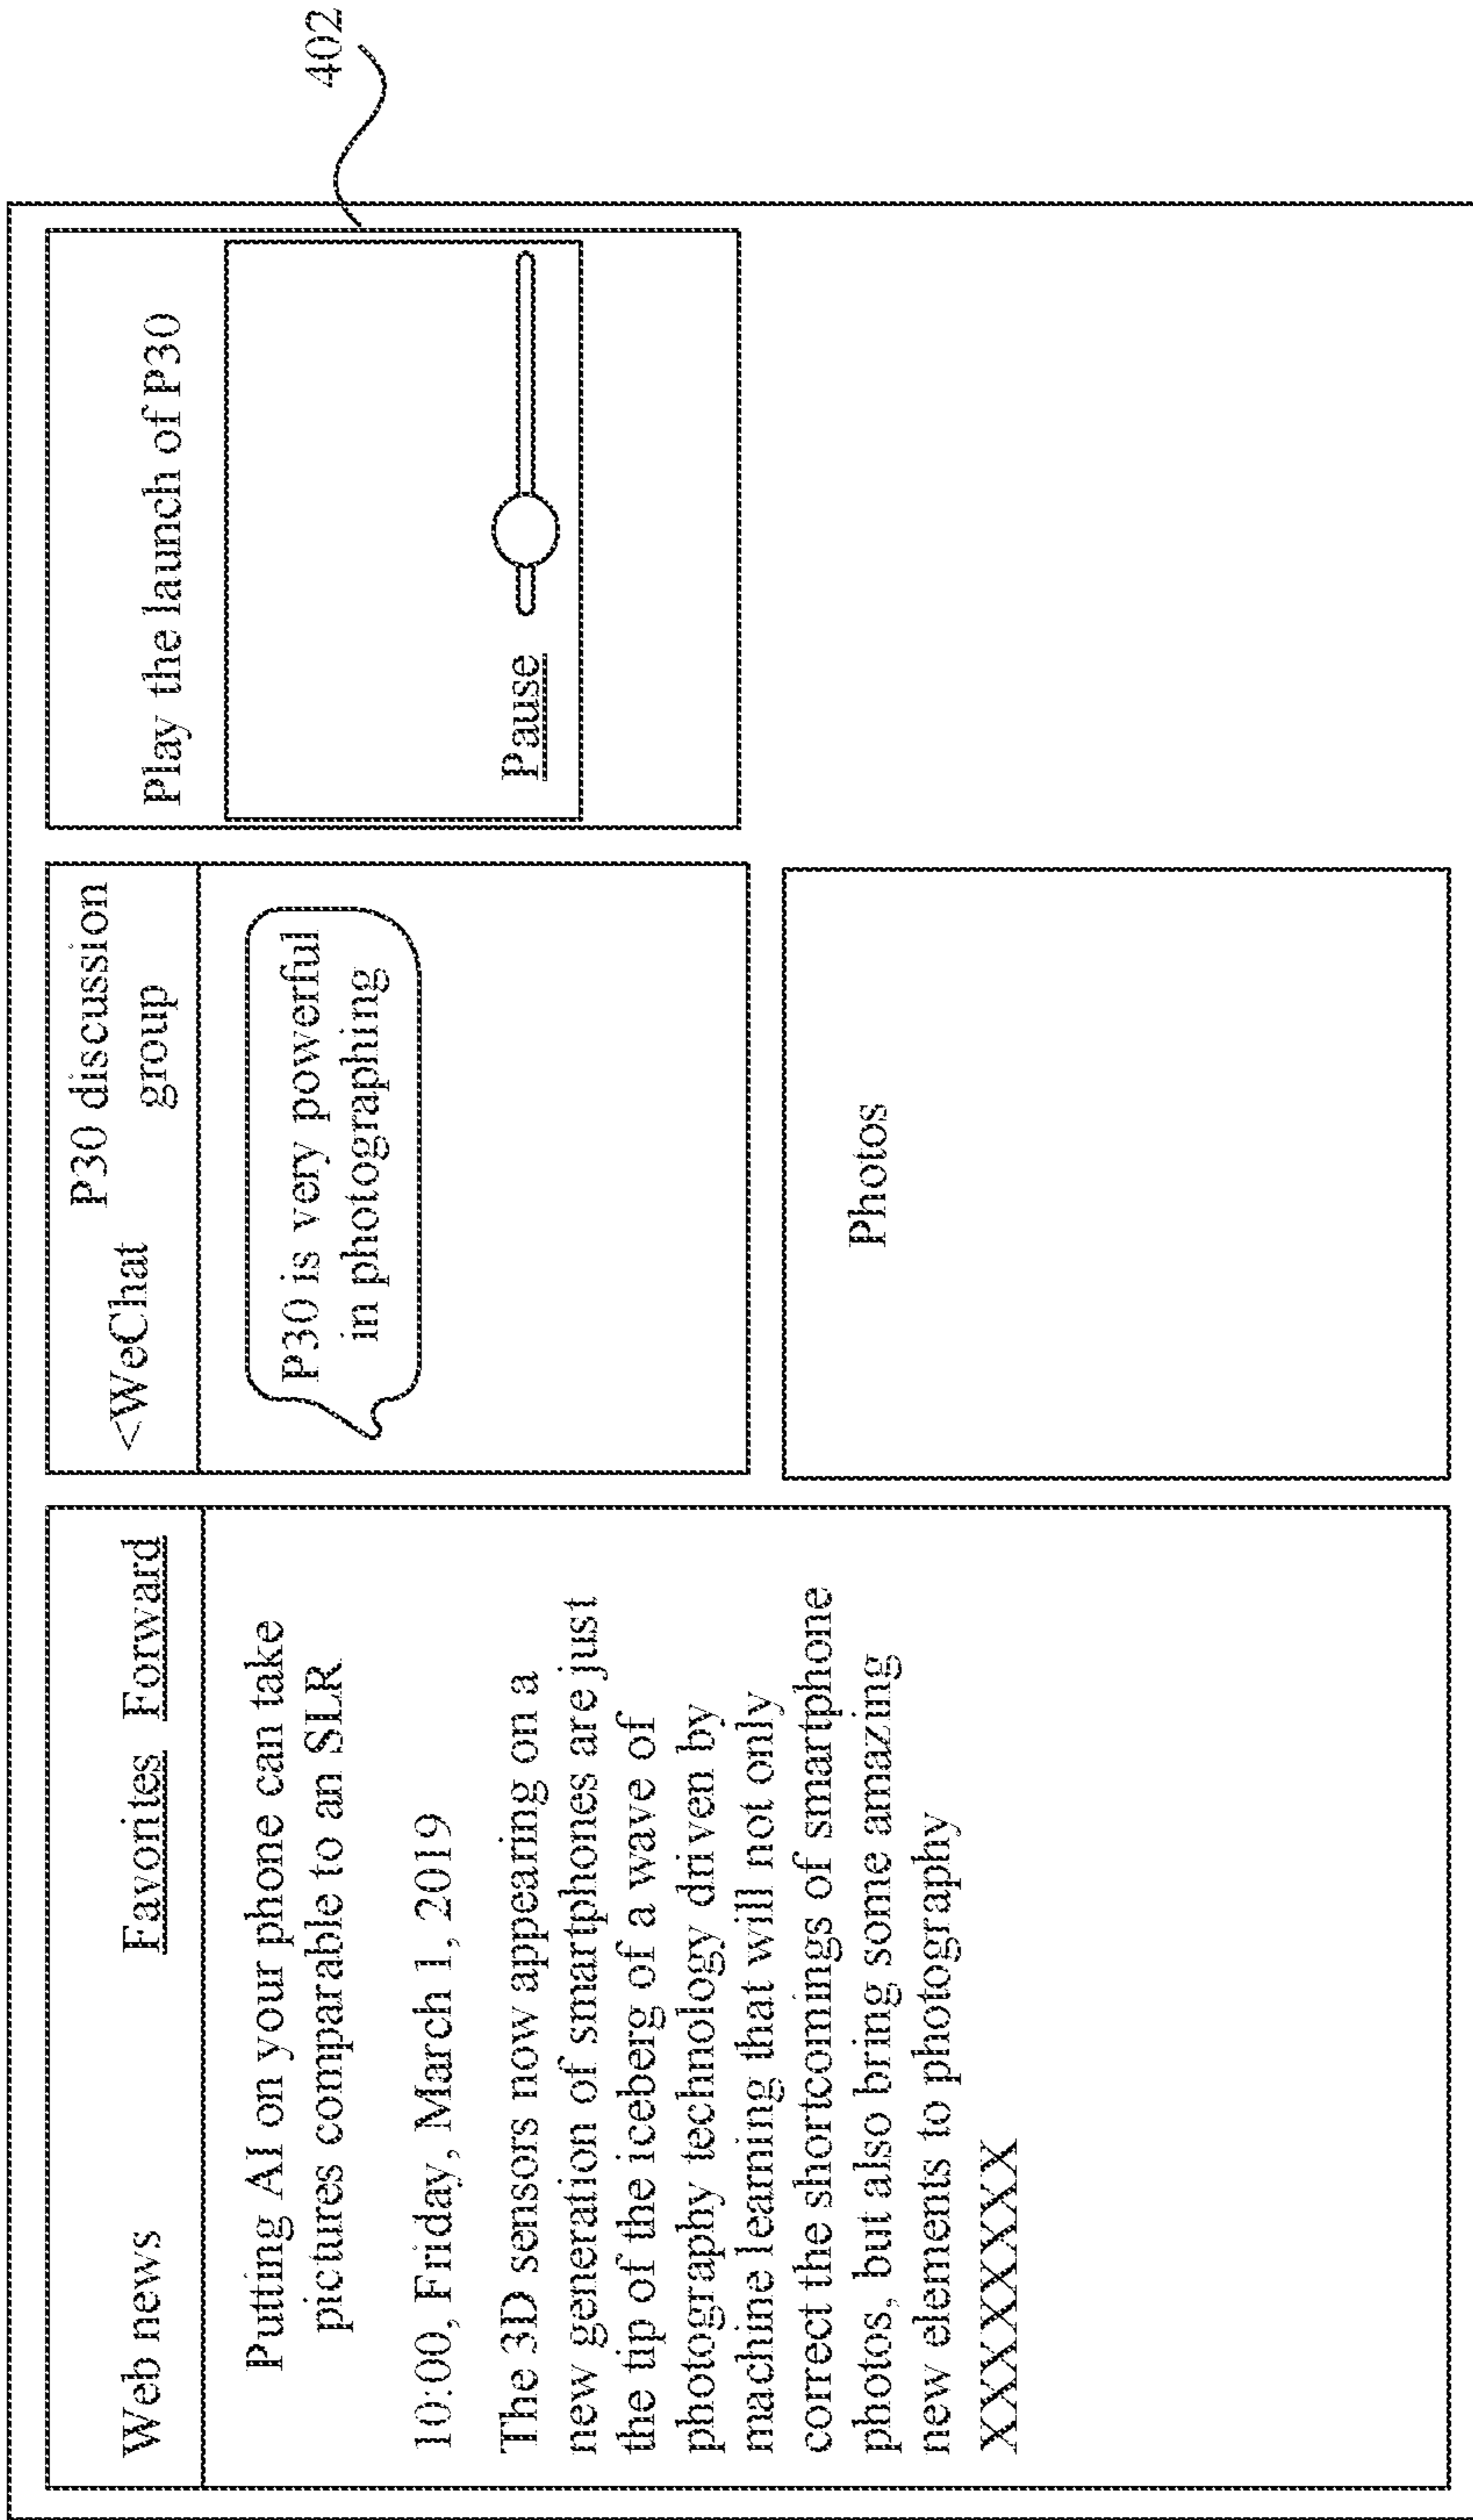 Web news Favorites Forward
Putting AI on your phone can take
pictures comparable to an SLR
10:00, Friday, March 1, 2019
The 3D sensors now appearing on a
new generation of smartphones are just
the tip of the iceberg of a wave of
photography technology driven by
machine learning that will not only
correct the shortcomings of smartphone
photos, but also bring some amazing
new elements to photography
XXXXXXXXX
<WeChat
P30 discussion
group
P30 is very powerful
in photographing
Photos
Play the launch of P30
Pause
402